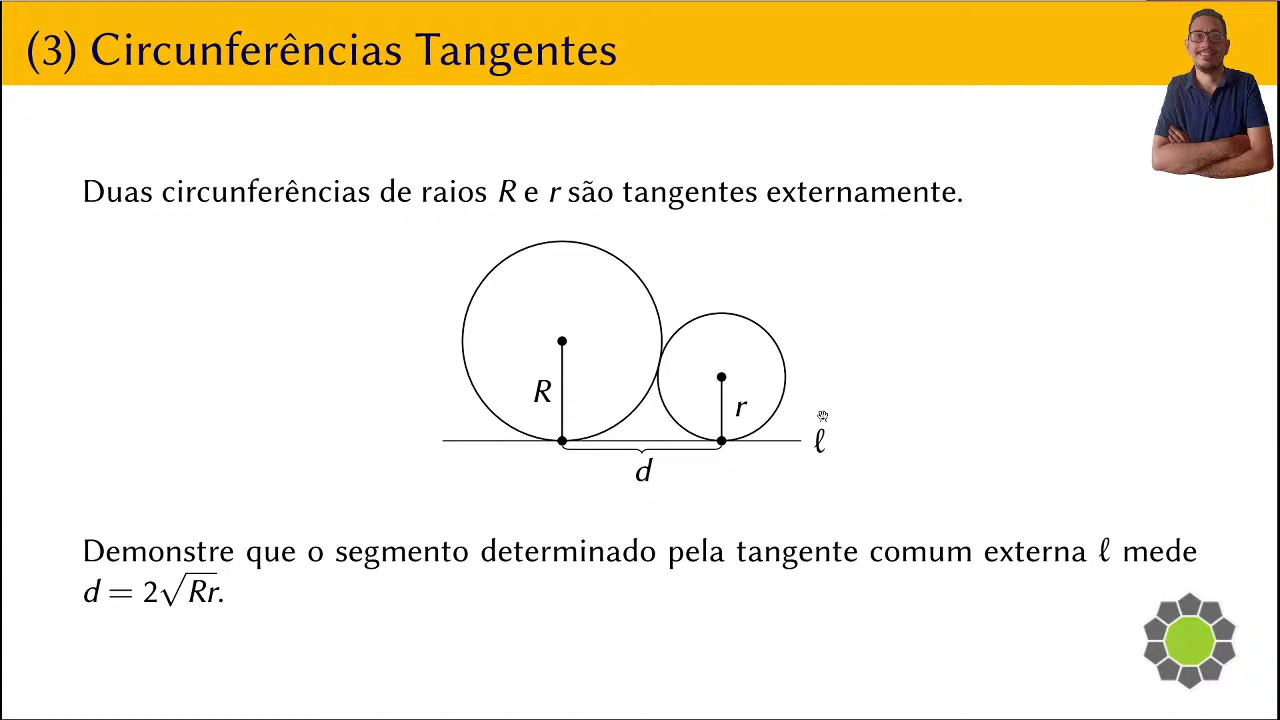 (3) Circunferências Tangentes
Duas circunferências de raios R e r são tangentes externamente.
R
r
ℓ
d
Demonstre que o segmento determinado pela tangente comum externa ℓ mede
d = 2√Rr.